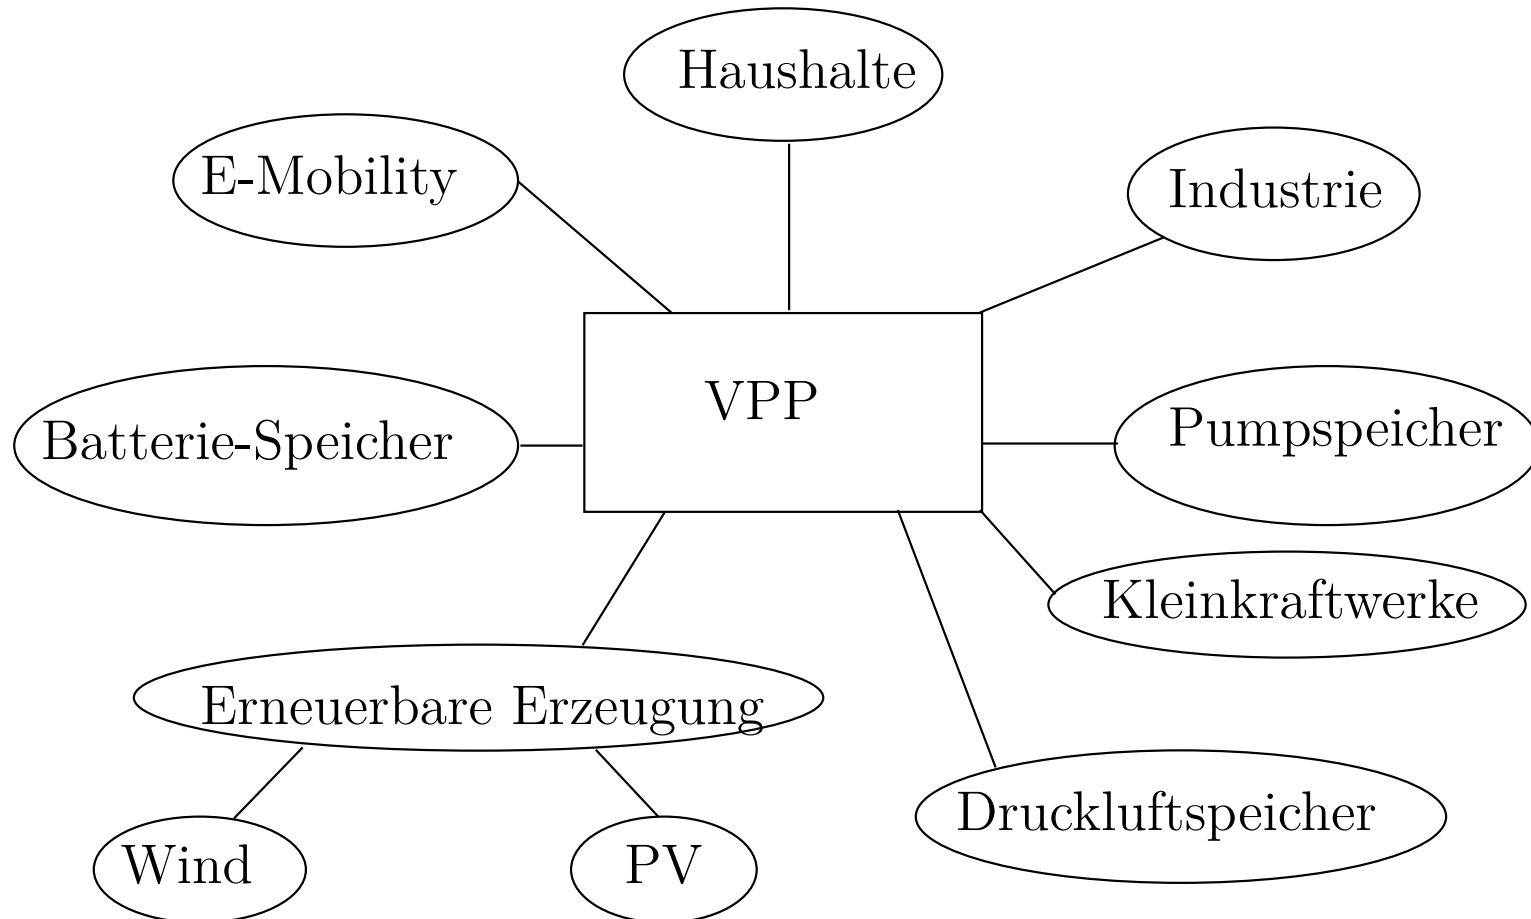 Haushalte
E-Mobility
Industrie
VPP
Batterie-Speicher
Pumpspeicher
Kleinkraftwerke
Erneuerbare Erzeugung
Druckluftspeicher
Wind
PV